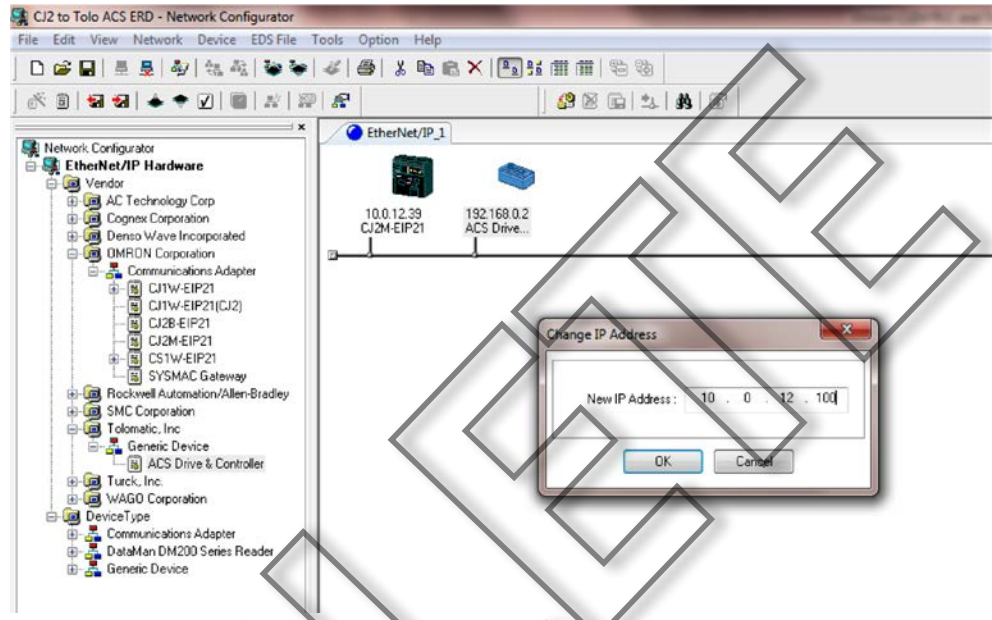 CJ2 to Tolo ACS ERD - Network Configurator
File Edit View Network Device EDS File Tools Option Help
Network Configurator
EtherNet/IP Hardware
Vendor
AC Technology Corp
Cognex Corporation
Denso Wave Incorporated
OMRON Corporation
Communications Adapter
CJ1W-EIP21
CJ1W-EIP21(CJ2)
CJ2B-EIP21
CJ2M-EIP21
CS1W-EIP21
SYSMAC Gateway
Rockwell Automation/Allen-Bradley
SMC Corporation
Tolomatic, Inc
Generic Device
ACS Drive & Controller
Turck, Inc.
WAGO Corporation
DeviceType
Communications Adapter
DataMan DM200 Series Reader
Generic Device
EtherNet/IP_1
10.0.12.39
CJ2M-EIP21
192.168.0.2
ACS Drive...
Change IP Address
New IP Address : 10 . 0 . 12 . 100
OK Cancel